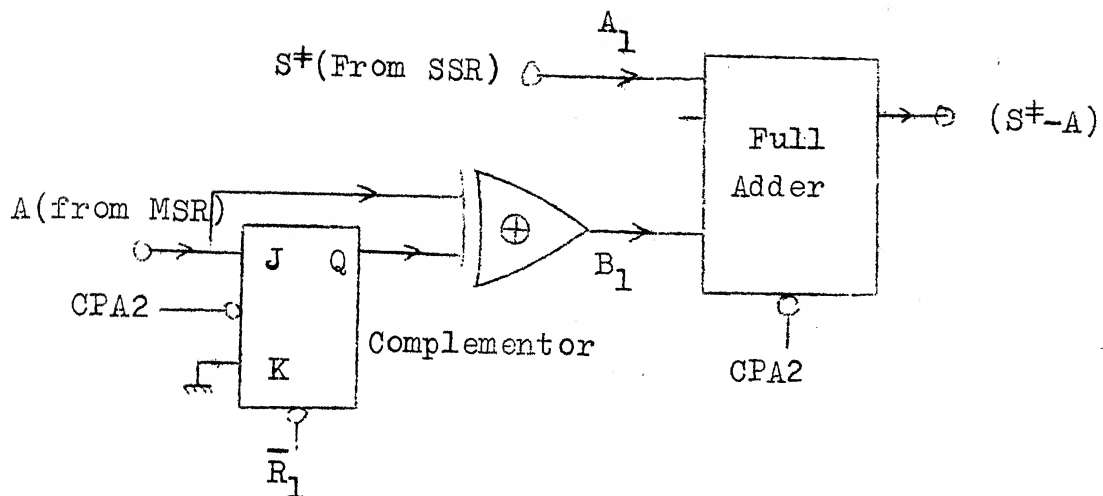 A₁
S‡(From SSR)
Full
Adder
(S‡-A)
A(from MSR)
J Q
⊕
B₁
CPA2
Complementor
K
CPA2
R̅₁